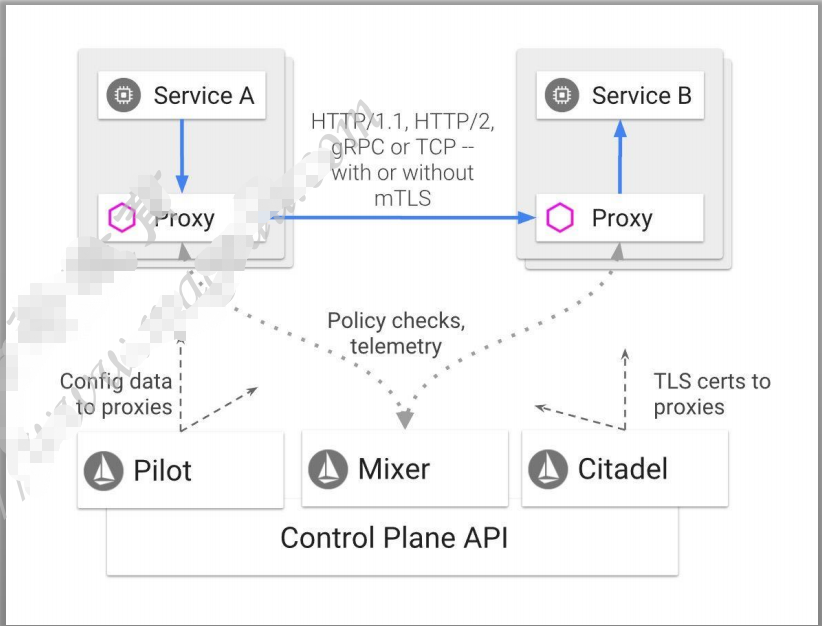 Service A
Service B
HTTP/1.1, HTTP/2,
gRPC or TCP --
with or without
mTLS
Proxy
Proxy
Policy checks,
telemetry
Config data
to proxies
TLS certs to
proxies
Pilot
Mixer
Citadel
Control Plane API